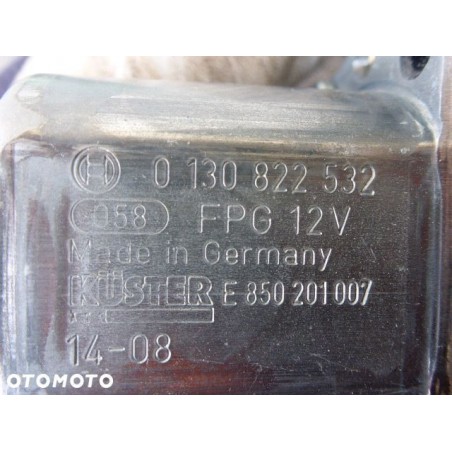 0 130 822 532
058 FPG 12V
Made in Germany
KÜSTER E 850 201 007
14-08
OTOMOTO